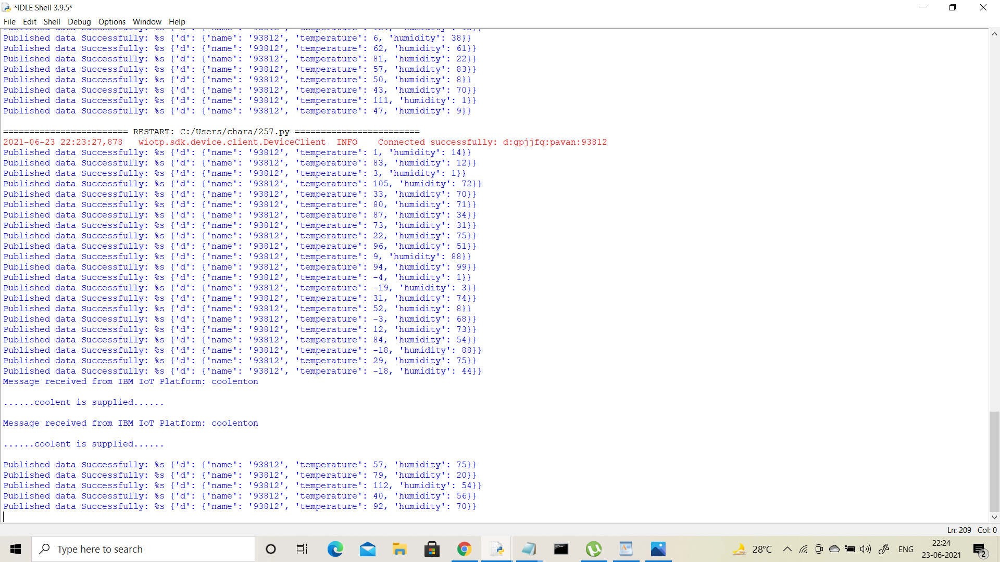 *IDLE Shell 3.9.5*
File Edit Shell Debug Options Window Help
Published data Successfully: %s {'d': {'name': '93812', 'temperature': 6, 'humidity': 38}}
Published data Successfully: %s {'d': {'name': '93812', 'temperature': 62, 'humidity': 61}}
Published data Successfully: %s {'d': {'name': '93812', 'temperature': 81, 'humidity': 22}}
Published data Successfully: %s {'d': {'name': '93812', 'temperature': 57, 'humidity': 83}}
Published data Successfully: %s {'d': {'name': '93812', 'temperature': 50, 'humidity': 8}}
Published data Successfully: %s {'d': {'name': '93812', 'temperature': 43, 'humidity': 70}}
Published data Successfully: %s {'d': {'name': '93812', 'temperature': 111, 'humidity': 1}}
Published data Successfully: %s {'d': {'name': '93812', 'temperature': 47, 'humidity': 9}}
======================== RESTART: C:/Users/chara/257.py ========================
2021-06-23 22:23:27,878   wiotp.sdk.device.client.DeviceClient  INFO    Connected successfully: d:gpjjfq:pavan:93812
Published data Successfully: %s {'d': {'name': '93812', 'temperature': 1, 'humidity': 14}}
Published data Successfully: %s {'d': {'name': '93812', 'temperature': 83, 'humidity': 12}}
Published data Successfully: %s {'d': {'name': '93812', 'temperature': 3, 'humidity': 1}}
Published data Successfully: %s {'d': {'name': '93812', 'temperature': 105, 'humidity': 72}}
Published data Successfully: %s {'d': {'name': '93812', 'temperature': 33, 'humidity': 70}}
Published data Successfully: %s {'d': {'name': '93812', 'temperature': 80, 'humidity': 71}}
Published data Successfully: %s {'d': {'name': '93812', 'temperature': 87, 'humidity': 34}}
Published data Successfully: %s {'d': {'name': '93812', 'temperature': 73, 'humidity': 31}}
Published data Successfully: %s {'d': {'name': '93812', 'temperature': 22, 'humidity': 75}}
Published data Successfully: %s {'d': {'name': '93812', 'temperature': 96, 'humidity': 51}}
Published data Successfully: %s {'d': {'name': '93812', 'temperature': 9, 'humidity': 88}}
Published data Successfully: %s {'d': {'name': '93812', 'temperature': 94, 'humidity': 99}}
Published data Successfully: %s {'d': {'name': '93812', 'temperature': -4, 'humidity': 1}}
Published data Successfully: %s {'d': {'name': '93812', 'temperature': -19, 'humidity': 3}}
Published data Successfully: %s {'d': {'name': '93812', 'temperature': 31, 'humidity': 74}}
Published data Successfully: %s {'d': {'name': '93812', 'temperature': 52, 'humidity': 8}}
Published data Successfully: %s {'d': {'name': '93812', 'temperature': -3, 'humidity': 68}}
Published data Successfully: %s {'d': {'name': '93812', 'temperature': 12, 'humidity': 73}}
Published data Successfully: %s {'d': {'name': '93812', 'temperature': 84, 'humidity': 54}}
Published data Successfully: %s {'d': {'name': '93812', 'temperature': -18, 'humidity': 88}}
Published data Successfully: %s {'d': {'name': '93812', 'temperature': 29, 'humidity': 75}}
Published data Successfully: %s {'d': {'name': '93812', 'temperature': -18, 'humidity': 44}}
Message received from IBM IoT Platform: coolenton
......coolent is supplied......
Message received from IBM IoT Platform: coolenton
......coolent is supplied......
Published data Successfully: %s {'d': {'name': '93812', 'temperature': 57, 'humidity': 75}}
Published data Successfully: %s {'d': {'name': '93812', 'temperature': 79, 'humidity': 20}}
Published data Successfully: %s {'d': {'name': '93812', 'temperature': 112, 'humidity': 54}}
Published data Successfully: %s {'d': {'name': '93812', 'temperature': 40, 'humidity': 56}}
Published data Successfully: %s {'d': {'name': '93812', 'temperature': 92, 'humidity': 70}}
Ln: 209 Col: 0
Type here to search
28°C
ENG
22:24
23-06-2021
2